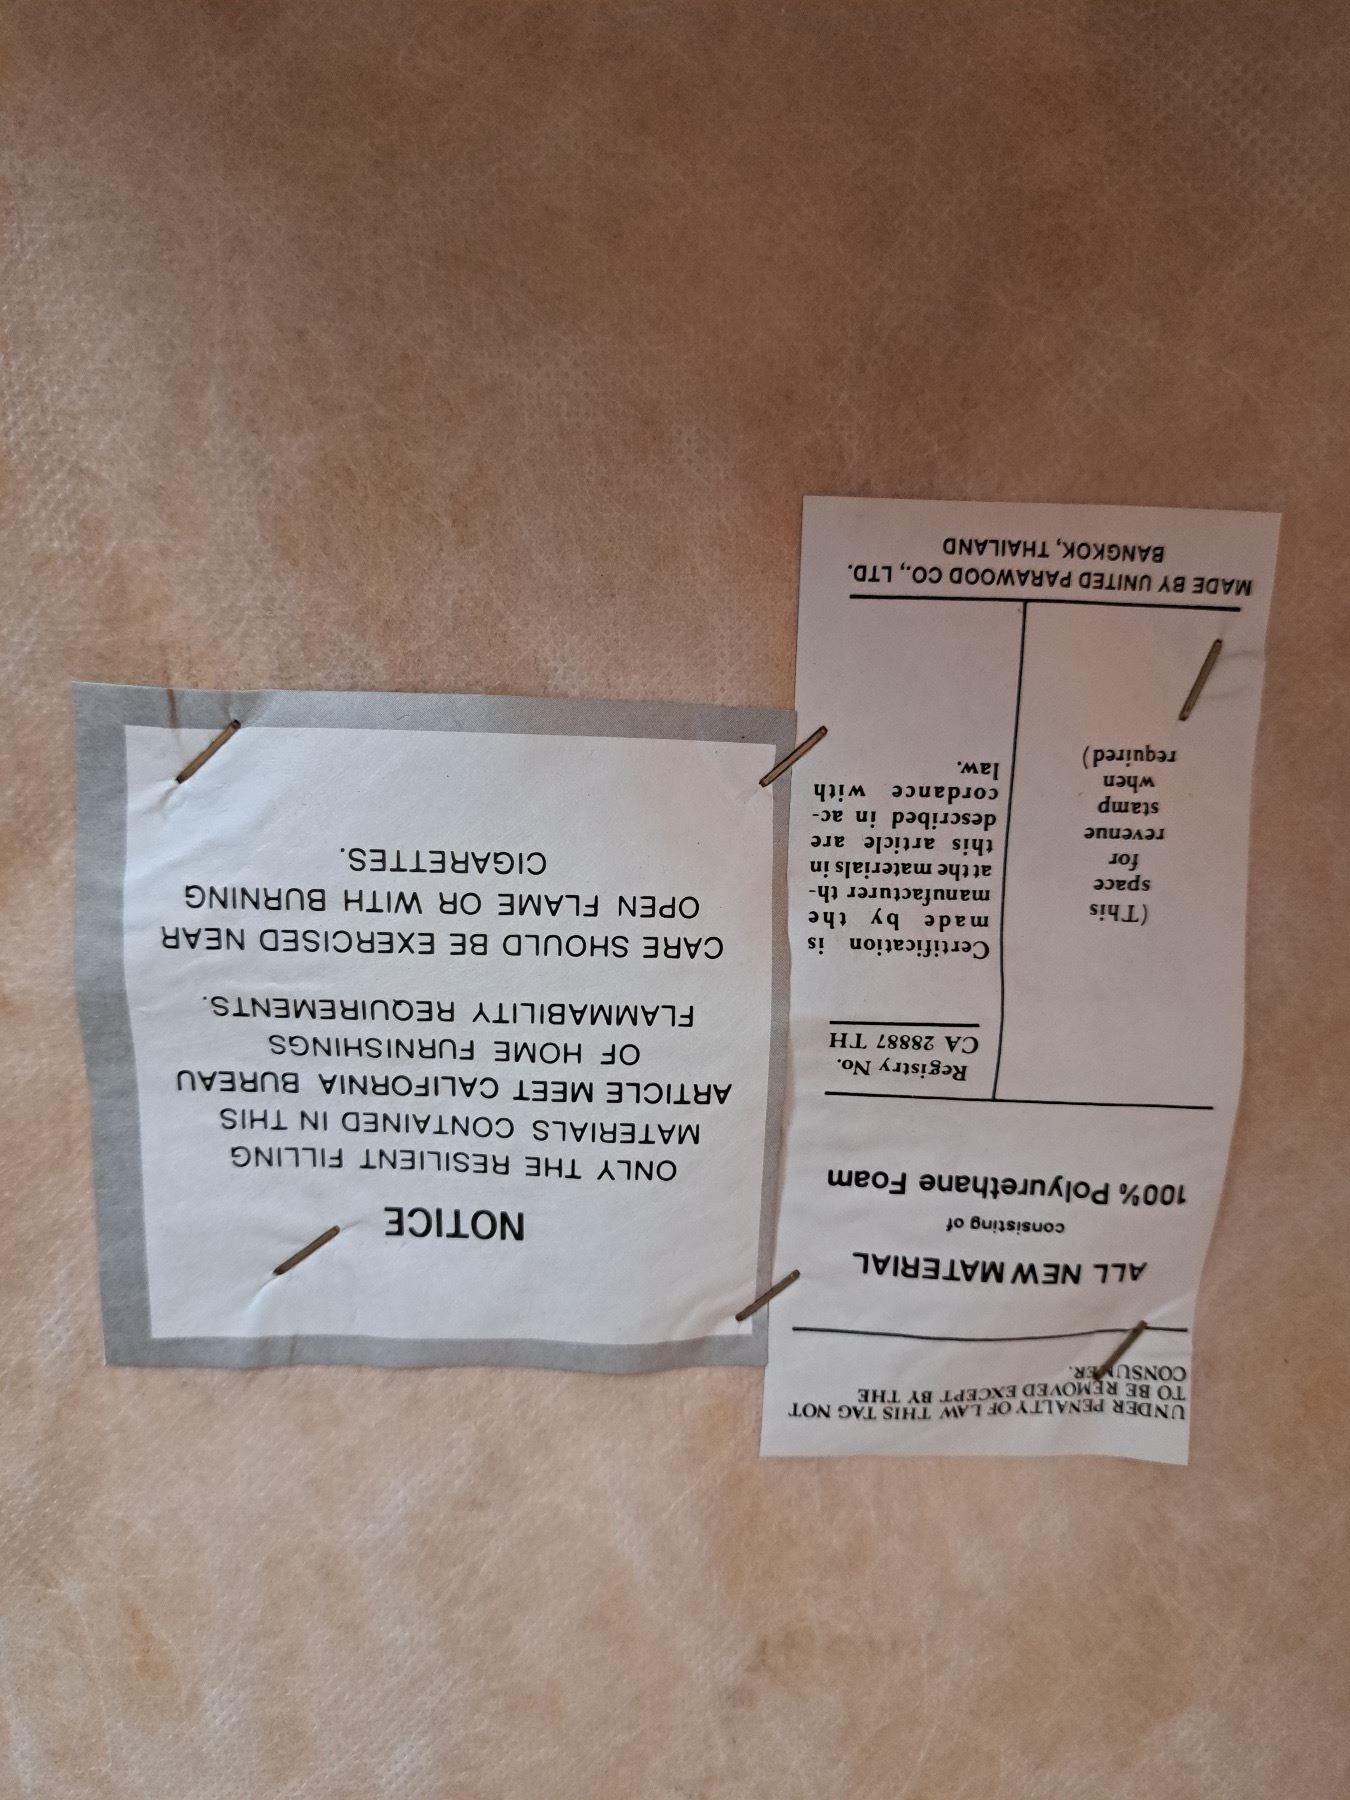 NOTICE
ONLY THE RESILIENT FILLING
MATERIALS CONTAINED IN THIS
ARTICLE MEET CALIFORNIA BUREAU
OF HOME FURNISHINGS
FLAMMABILITY REQUIREMENTS.
CARE SHOULD BE EXERCISED NEAR
OPEN FLAME OR WITH BURNING
CIGARETTES.
UNDER PENALTY OF LAW THIS TAG NOT
TO BE REMOVED EXCEPT BY THE
CONSUMER.
ALL NEW MATERIAL
consisting of
100% Polyurethane Foam
Registry No.
CA 28887 TH
Certification is
made by the
manufacturer th-
at the materials in
this article are
described in ac-
cordance with
law.
(This
space
for
revenue
stamp
when
required)
MADE BY UNITED PARAWOOD CO., LTD.
BANGKOK, THAILAND